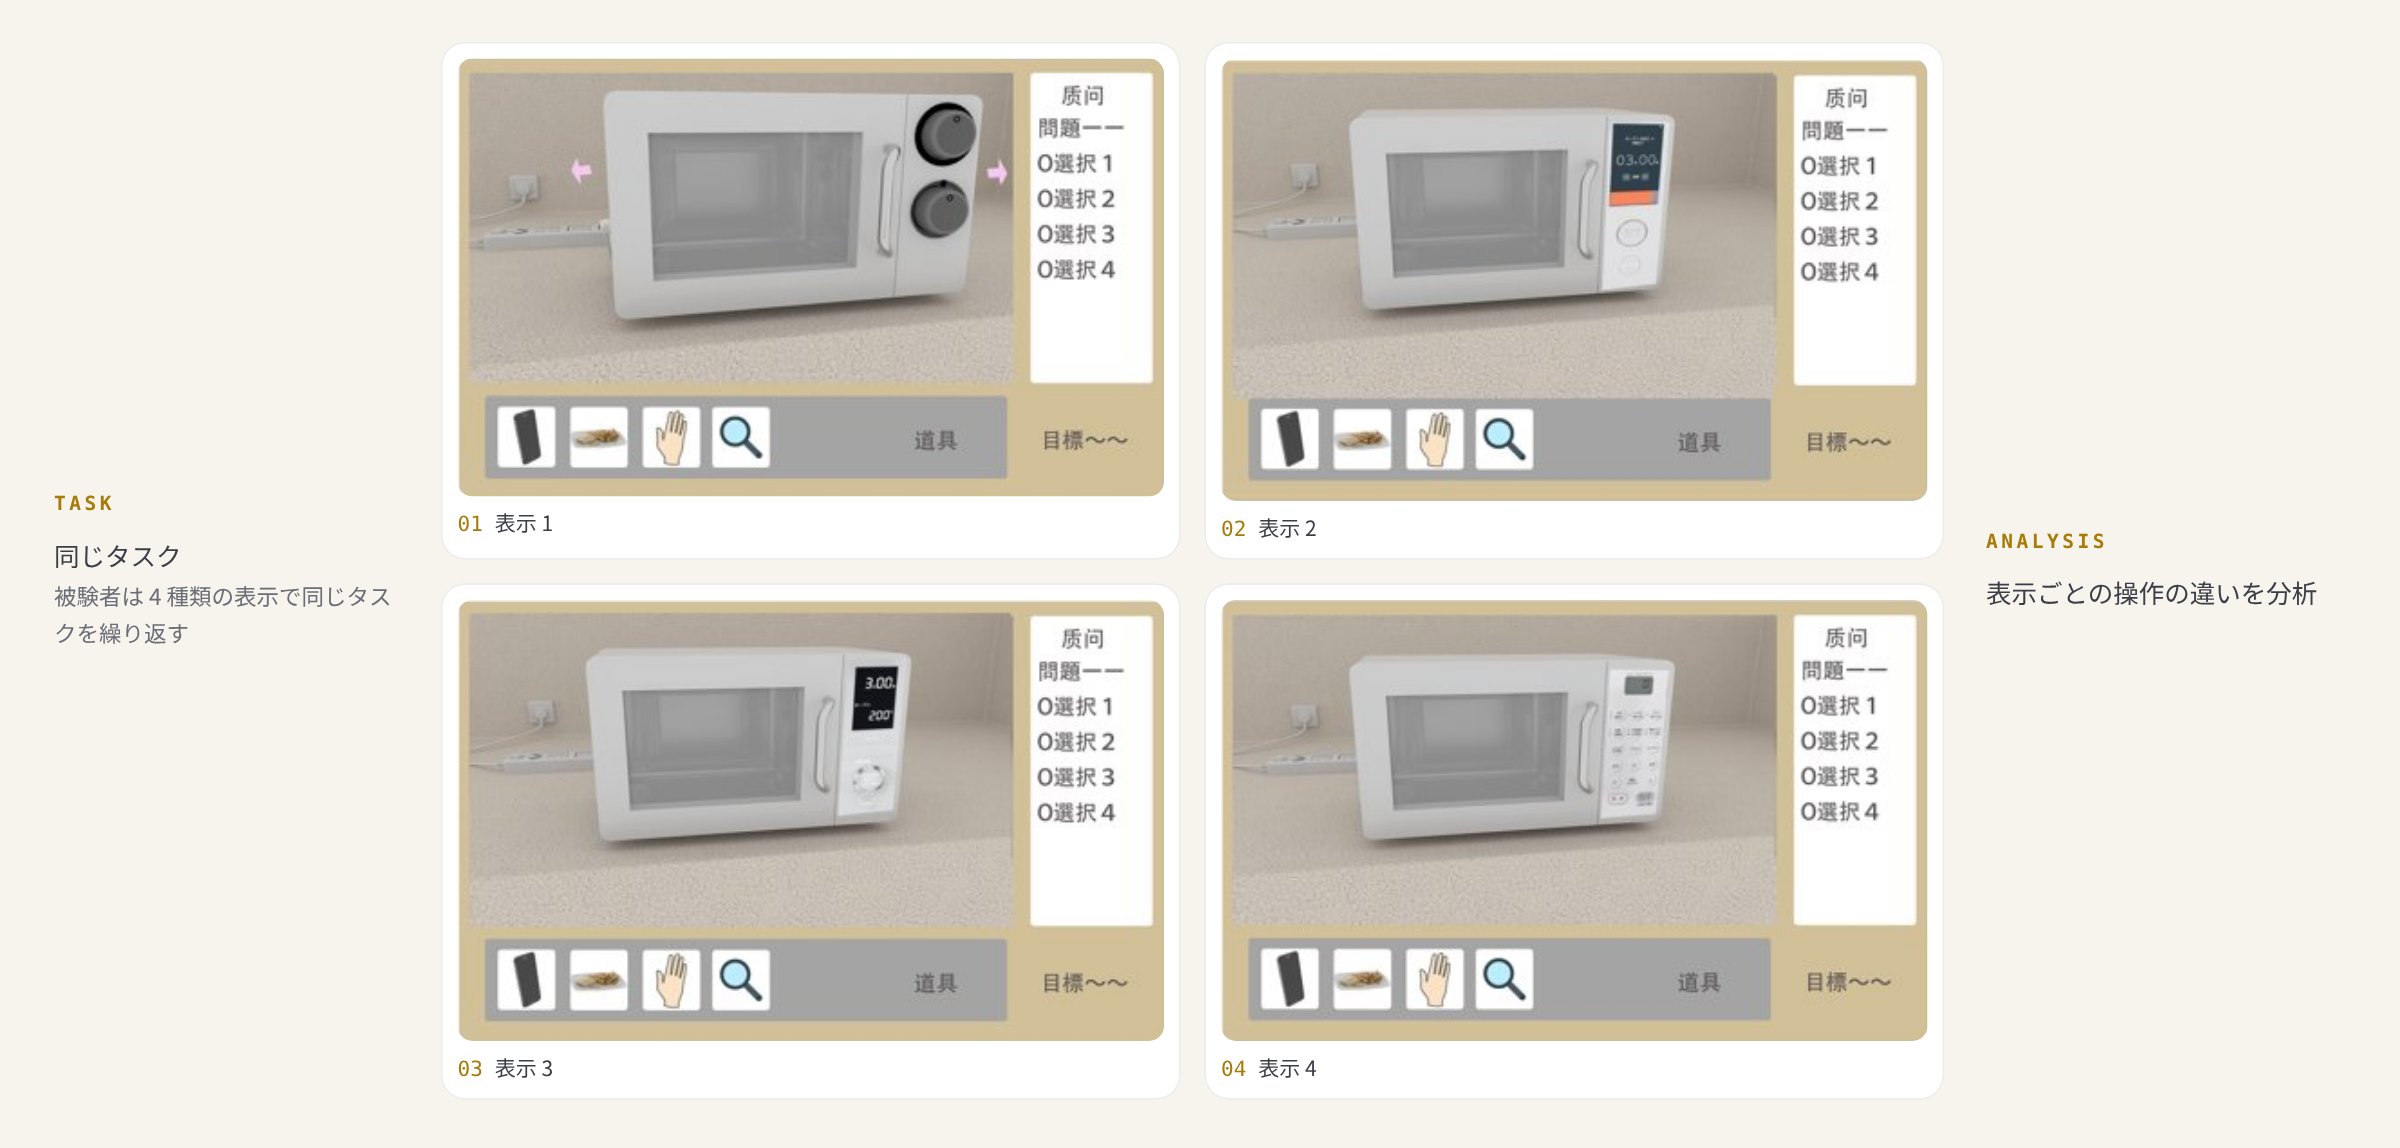 TASK
同じタスク
被験者は4種類の表示で同じタス
クを繰り返す
质问
問題ーー
O選択1
O選択2
O選択3
O選択4
道具
目標〜〜
01 表示1
03.00
质问
問題ーー
O選択1
O選択2
O選択3
O選択4
道具
目標〜〜
02 表示2
3.00
200
质问
問題ーー
O選択1
O選択2
O選択3
O選択4
道具
目標〜〜
03 表示3
质问
問題ーー
O選択1
O選択2
O選択3
O選択4
道具
目標〜〜
04 表示4
ANALYSIS
表示ごとの操作の違いを分析